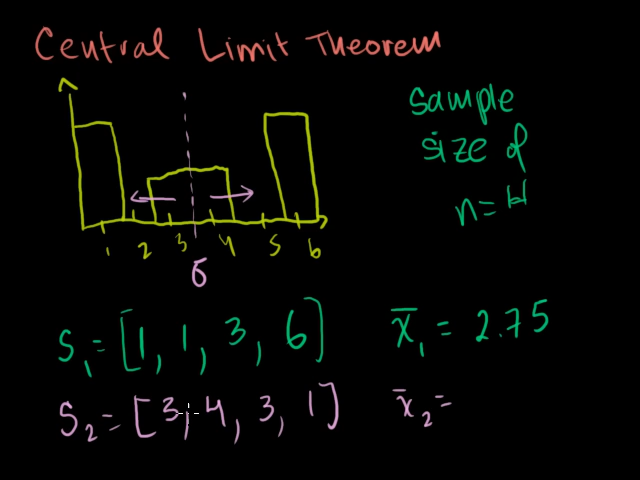 Central Limit Theorem
sample
size of
n = 4
1 2 3 4 5 6
σ
S₁ = [1, 1, 3, 6] x̄₁ = 2.75
S₂ = [3, 4, 3, 1] x̄₂ =